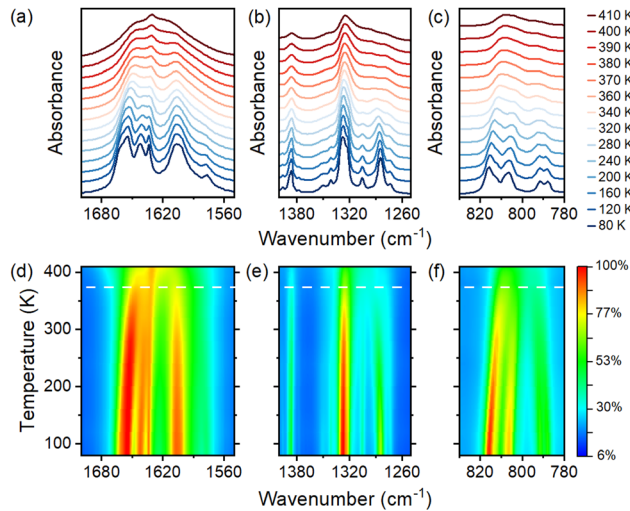 (a)
(b)
(c)
Absorbance
Absorbance
Absorbance
410 K
400 K
390 K
380 K
370 K
360 K
340 K
320 K
280 K
240 K
200 K
160 K
120 K
80 K
1680 1620 1560
1400 1320 1260
820 800 780
Wavenumber (cm⁻¹)
(d)
(e)
(f)
Temperature (K)
400
300
200
100
100%
77%
53%
30%
6%
1680 1620 1560
1380 1320 1260
820 800 780
Wavenumber (cm⁻¹)